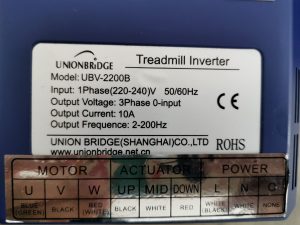 UNIONBRIDGE
Treadmill Inverter
Model: UBV-2200B
Input: 1Phase(220-240)V 50/60Hz
Output Voltage: 3Phase 0-input
Output Current: 10A
Output Frequency: 2-200Hz
CE
UNION BRIDGE(SHANGHAI)CO.,LTD
www.unionbridge.net.cn
ROHS
MOTOR ACTUATOR POWER
U V W UP MID DOWN L N G
BLUE (GREEN) BLACK RED (WHITE) BLACK WHITE RED WHITE (BLACK) WHITE NONE